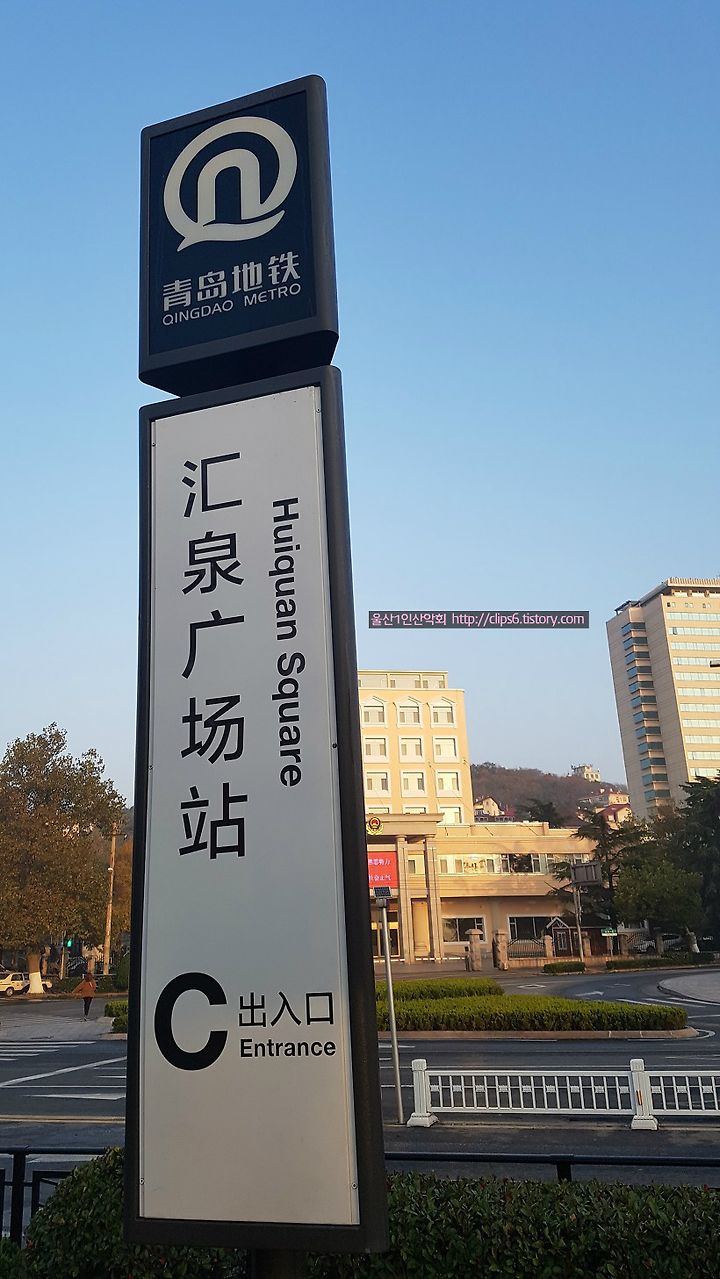 青岛地铁
QINGDAO METRO
汇泉广场站
Huiquan Square
C 出入口
Entrance
울산1인산악회 http://clips6.tistory.com